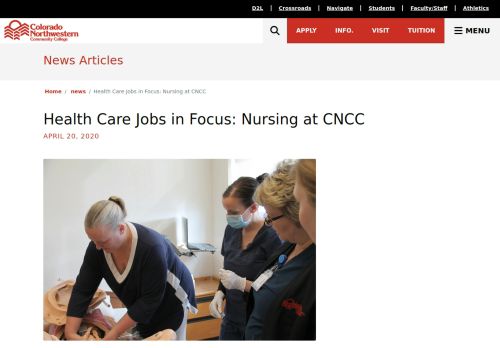 D2L | Crossroads | Navigate | Students | Faculty/Staff | Athletics
Colorado
Northwestern
Community College
APPLY INFO. VISIT TUITION MENU
News Articles
Home / news / Health Care Jobs in Focus: Nursing at CNCC
Health Care Jobs in Focus: Nursing at CNCC
APRIL 20, 2020